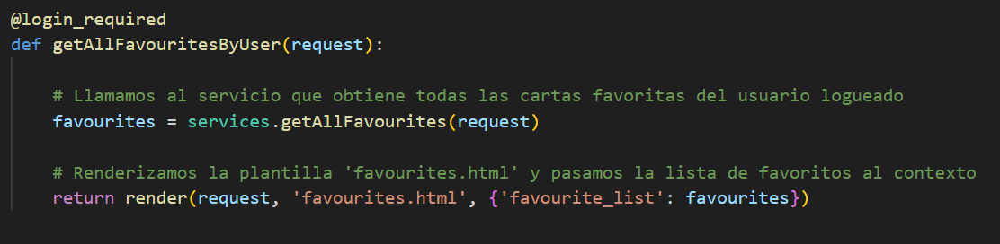 @login_required
def getAllFavouritesByUser(request):
# Llamamos al servicio que obtiene todas las cartas favoritas del usuario logueado
favourites = services.getAllFavourites(request)
# Renderizamos la plantilla 'favourites.html' y pasamos la lista de favoritos al contexto
return render(request, 'favourites.html', {'favourite_list': favourites})